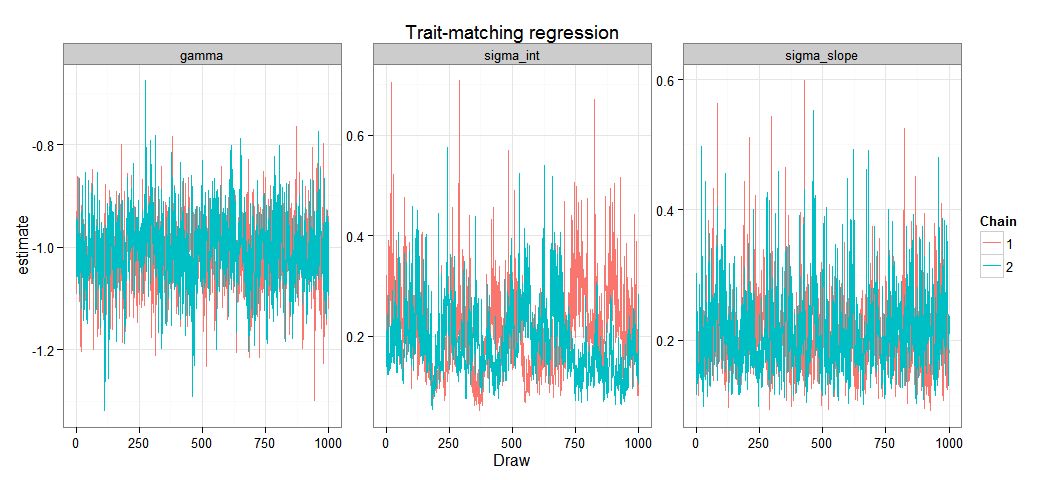 Trait-matching regression
gamma
sigma_int
sigma_slope
estimate
-0.8
-1.0
-1.2
0.6
0.4
0.2
0.6
0.4
0.2
0 250 500 750 1000
0 250 500 750 1000
0 250 500 750 1000
Draw
Chain
1
2